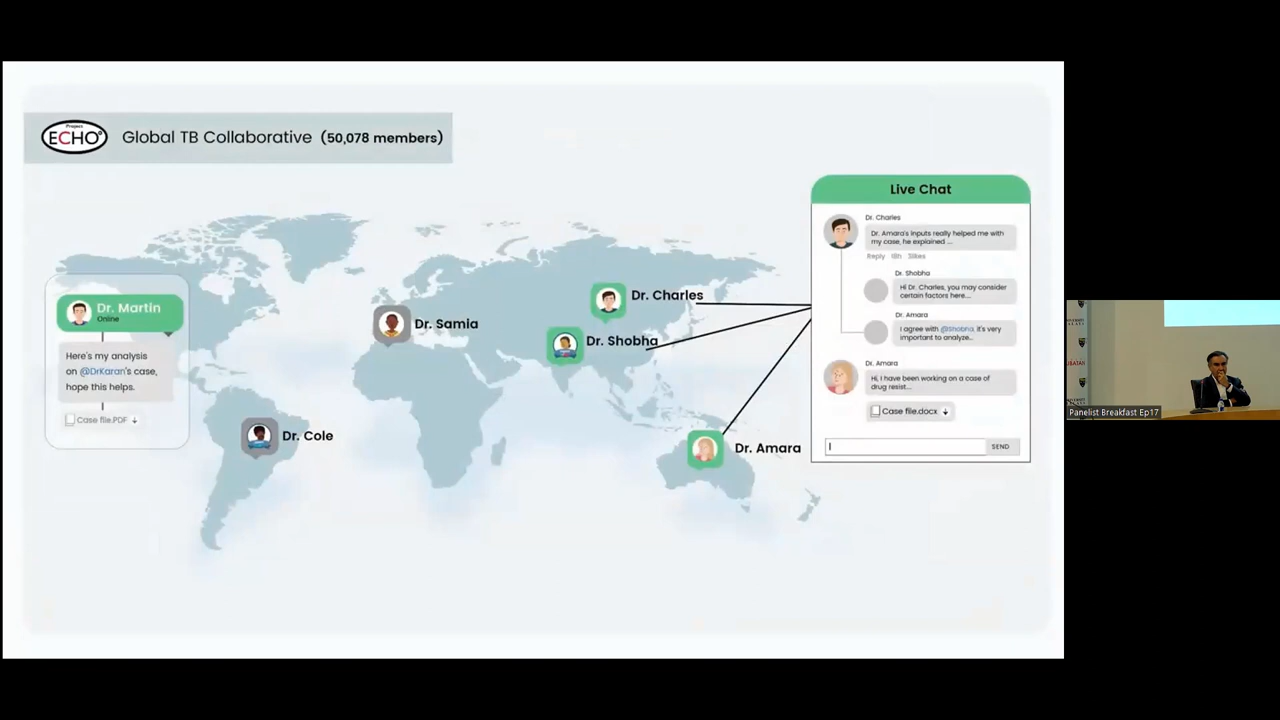 Project
ECHO
Global TB Collaborative (50,078 members)
Dr. Martin
Online
Here's my analysis
on @DrKaran's case,
hope this helps.
Case file.PDF
Dr. Samia
Dr. Cole
Dr. Charles
Dr. Shobha
Dr. Amara
Live Chat
Dr. Charles
Dr. Amara's inputs really helped me with
my case, he explained ....
Reply 18h 3likes
Dr. Shobha
Hi Dr. Charles, you may consider
certain factors here....
Dr. Amara
I agree with @Shobha. it's very
important to analyze...
Dr. Amara
Hi, I have been working on a case of
drug resist....
Case file.docx
SEND
Panelist Breakfast Ep17